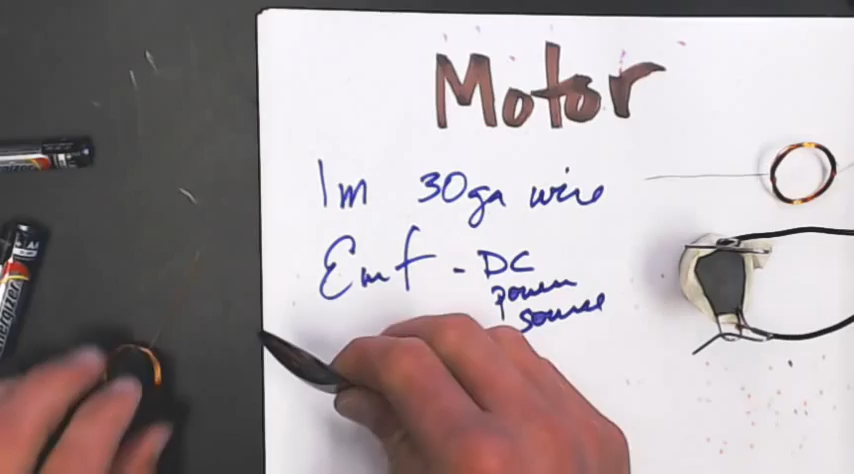 Motor
1m 30ga wire
Emf - DC
power
source